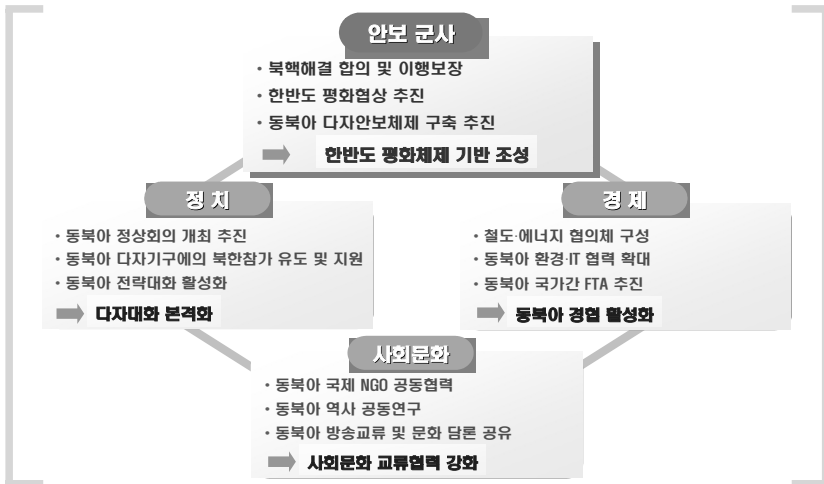 안보 군사
· 북핵해결 합의 및 이행보장
· 한반도 평화협상 추진
· 동북아 다자안보체제 구축 추진
한반도 평화체제 기반 조성
정 치
· 동북아 정상회의 개최 추진
· 동북아 다자기구에의 북한참가 유도 및 지원
· 동북아 전략대화 활성화
다자대화 본격화
경 제
· 철도·에너지 협의체 구성
· 동북아 환경·IT 협력 확대
· 동북아 국가간 FTA 추진
동북아 경협 활성화
사회문화
· 동북아 국제 NGO 공동협력
· 동북아 역사 공동연구
· 동북아 방송교류 및 문화 담론 공유
사회문화 교류협력 강화